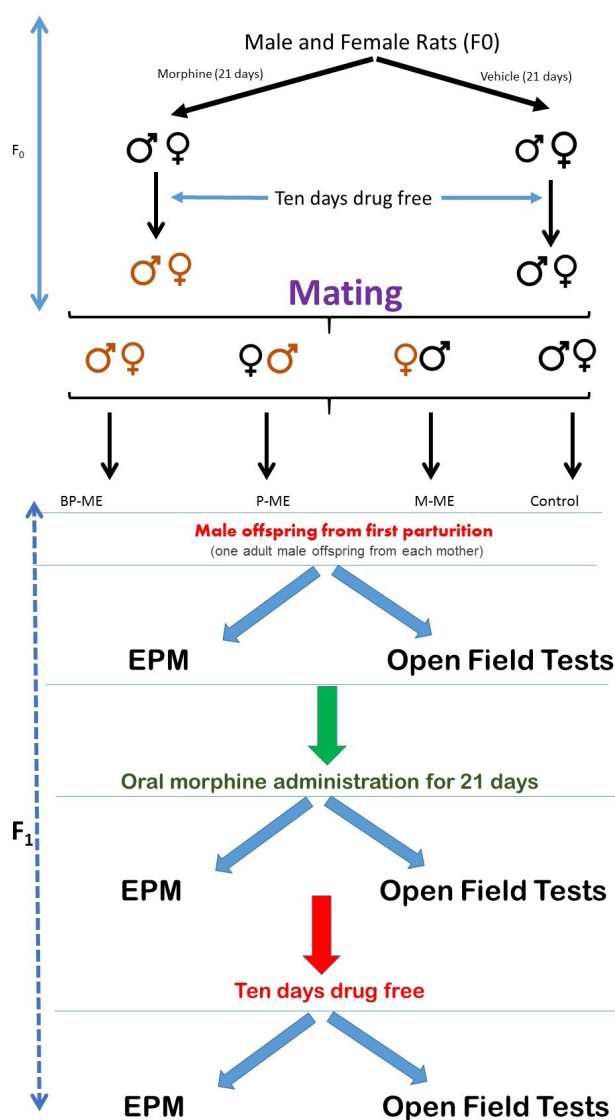 Male and Female Rats (F0)
Morphine (21 days)
Vehicle (21 days)
F0
♂♀
♂♀
Ten days drug free
♂♀
♂♀
Mating
♂♀
♀♂
♀♂
♂♀
BP-ME
P-ME
M-ME
Control
Male offspring from first parturition
(one adult male offspring from each mother)
EPM
Open Field Tests
Oral morphine administration for 21 days
F1
EPM
Open Field Tests
Ten days drug free
EPM
Open Field Tests